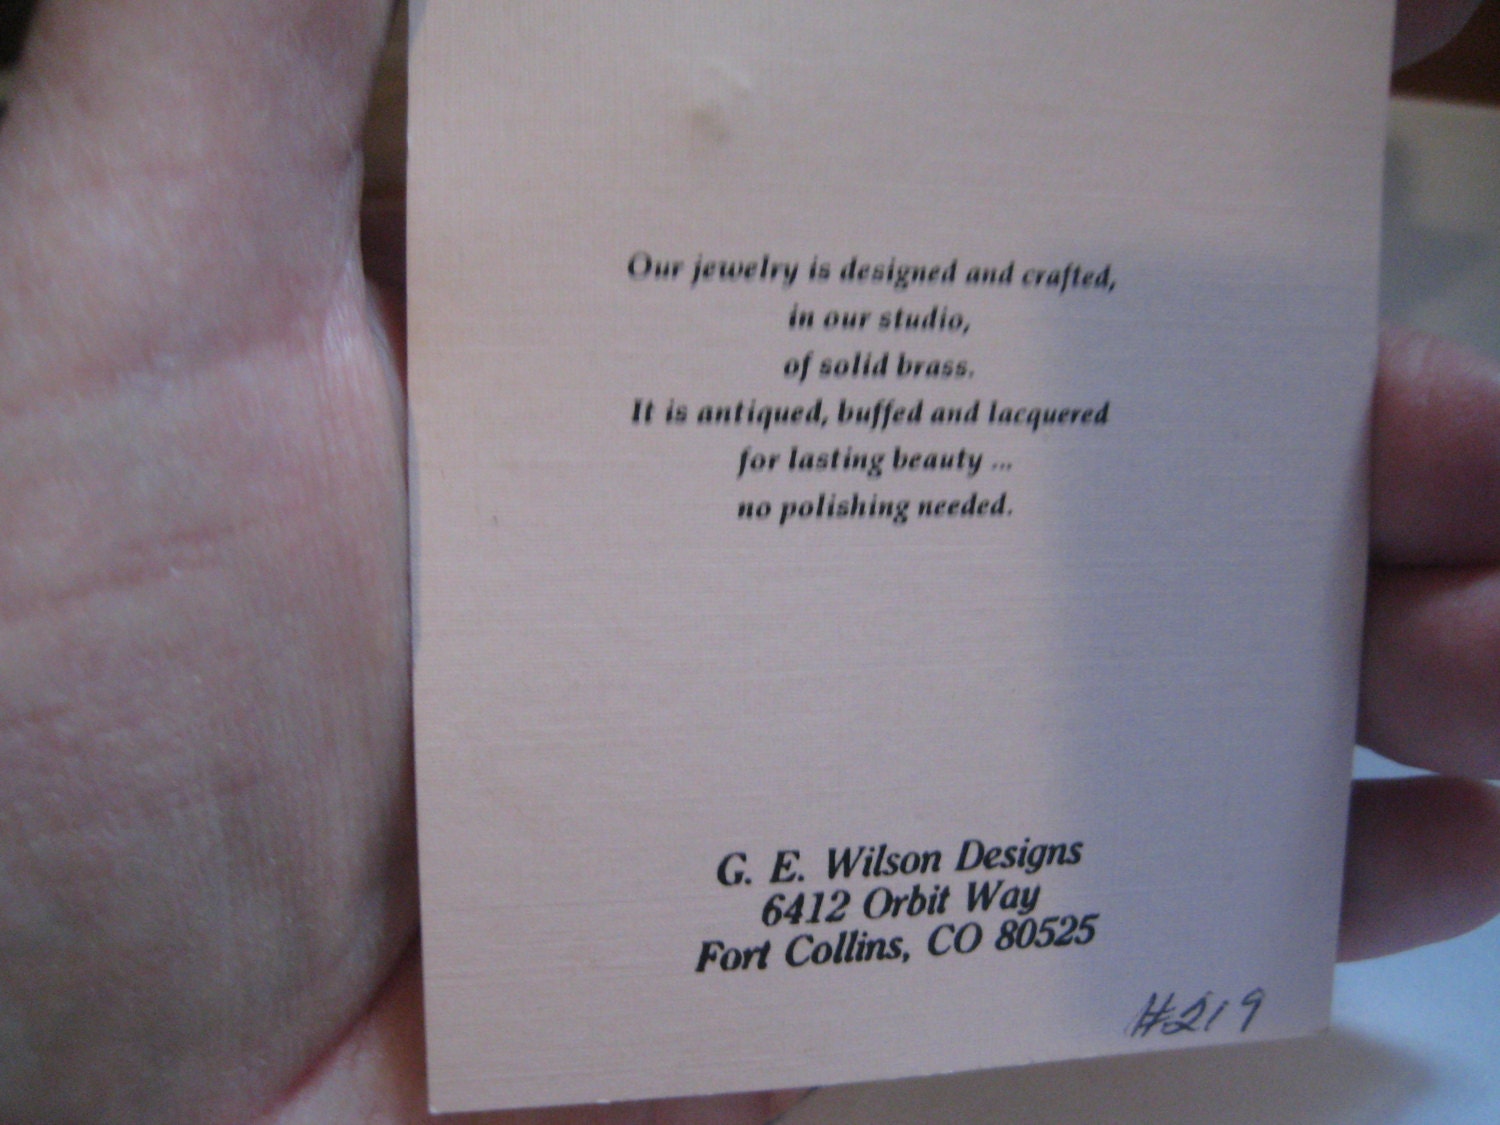 Our jewelry is designed and crafted,
in our studio,
of solid brass.
It is antiqued, buffed and lacquered
for lasting beauty ...
no polishing needed.
G. E. Wilson Designs
6412 Orbit Way
Fort Collins, CO 80525
#219